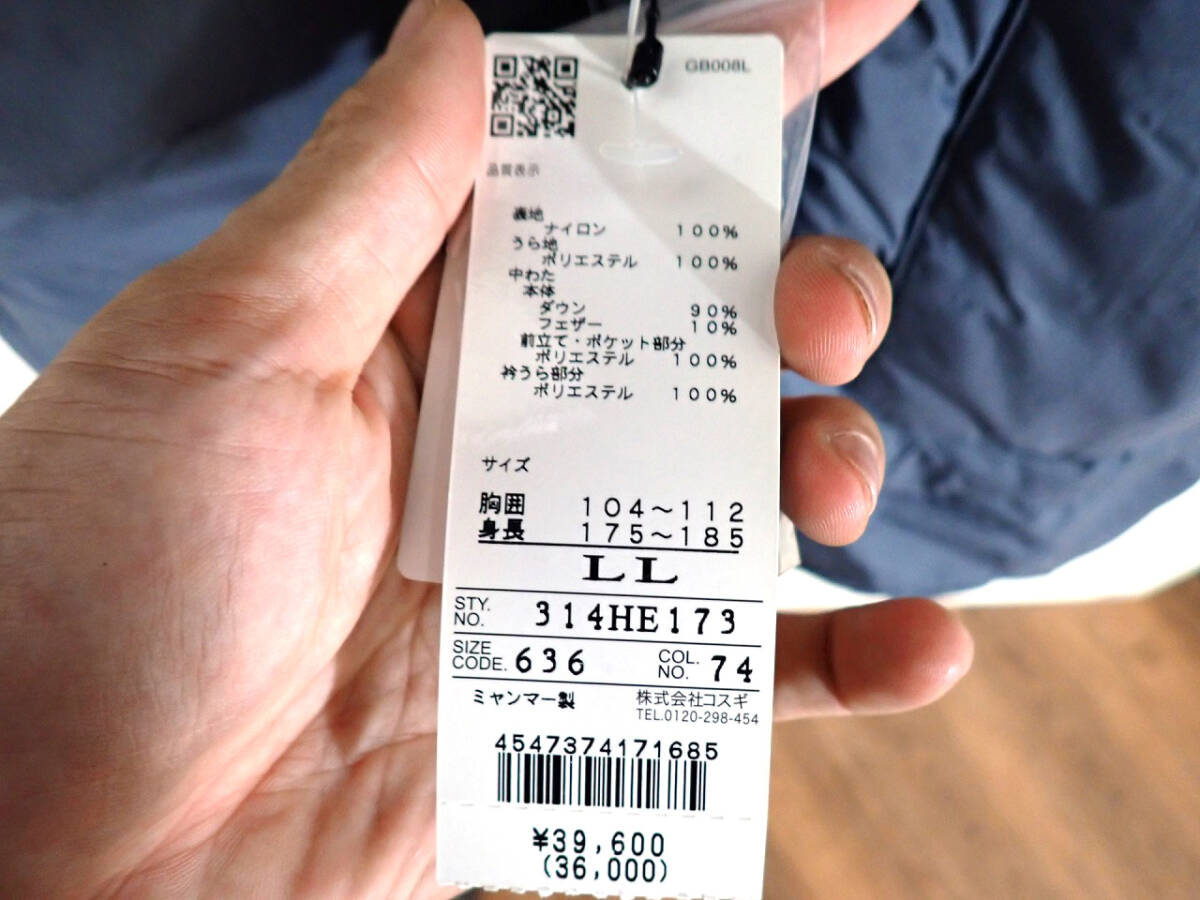 GB008L
品質表示
表地
ナイロン 100%
うら地
ポリエステル 100%
中わた
本体
ダウン 90%
フェザー 10%
前立て・ポケット部分
ポリエステル 100%
衿うら部分
ポリエステル 100%
サイズ
胸囲 104～112
身長 175～185
LL
STY. NO. 314HE173
SIZE CODE. 636 COL. NO. 74
ミャンマー製 株式会社コスギ
TEL.0120-298-454
4547374171685
¥39,600
(36,000)